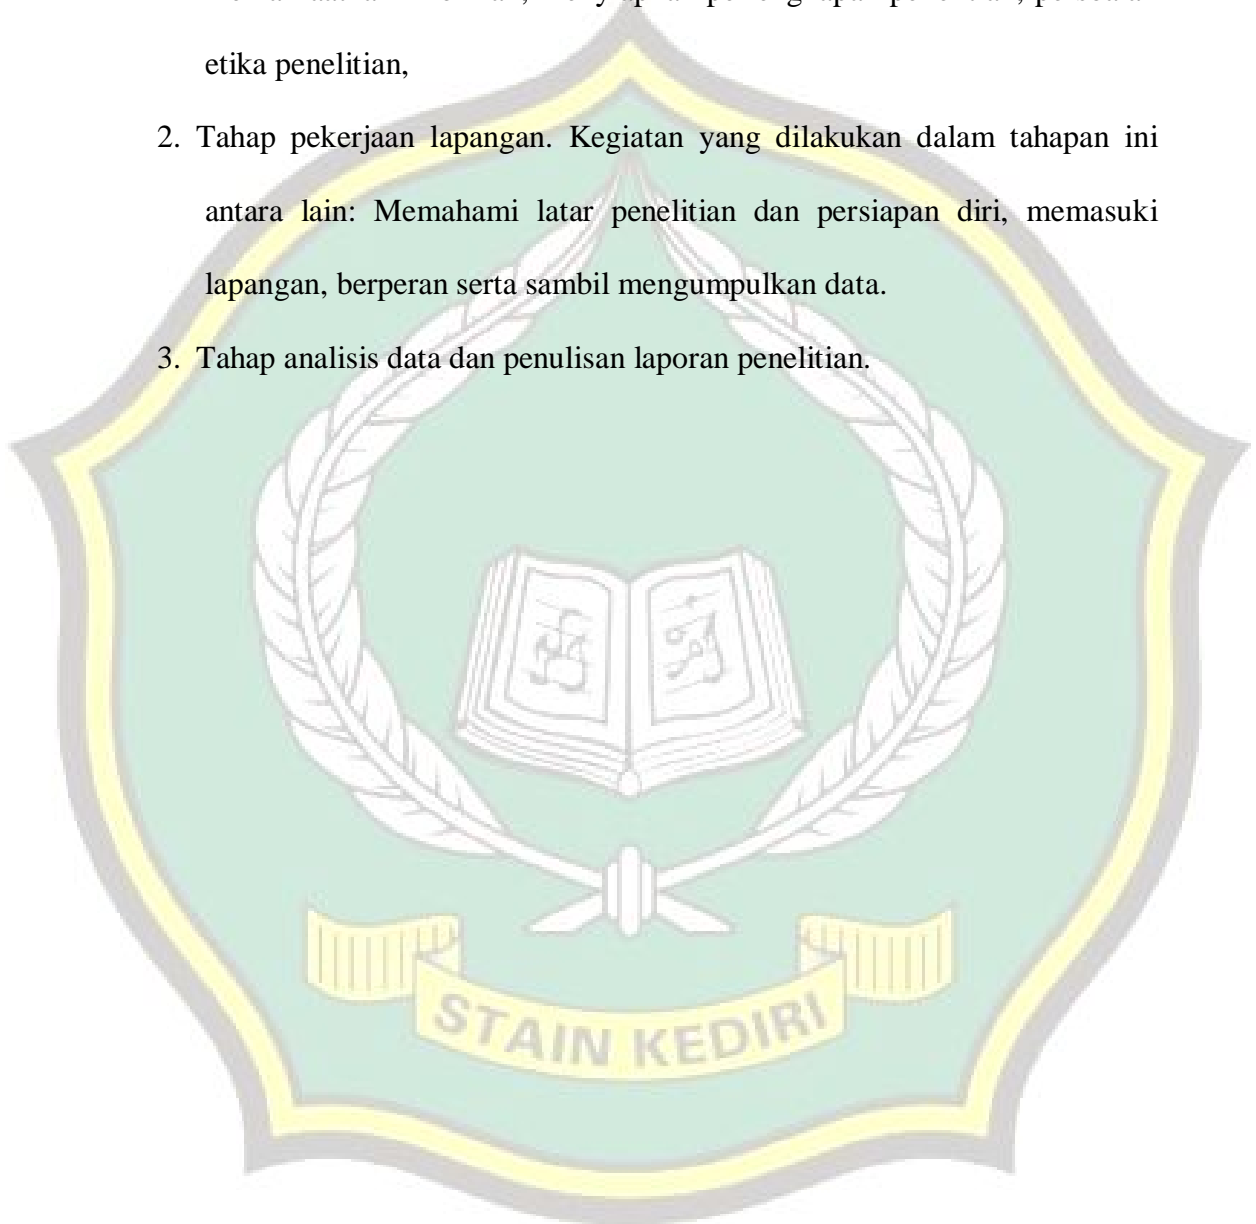 etika penelitian,
2. Tahap pekerjaan lapangan. Kegiatan yang dilakukan dalam tahapan ini
antara lain: Memahami latar penelitian dan persiapan diri, memasuki
lapangan, berperan serta sambil mengumpulkan data.
3. Tahap analisis data dan penulisan laporan penelitian.
STAIN KEDIRI